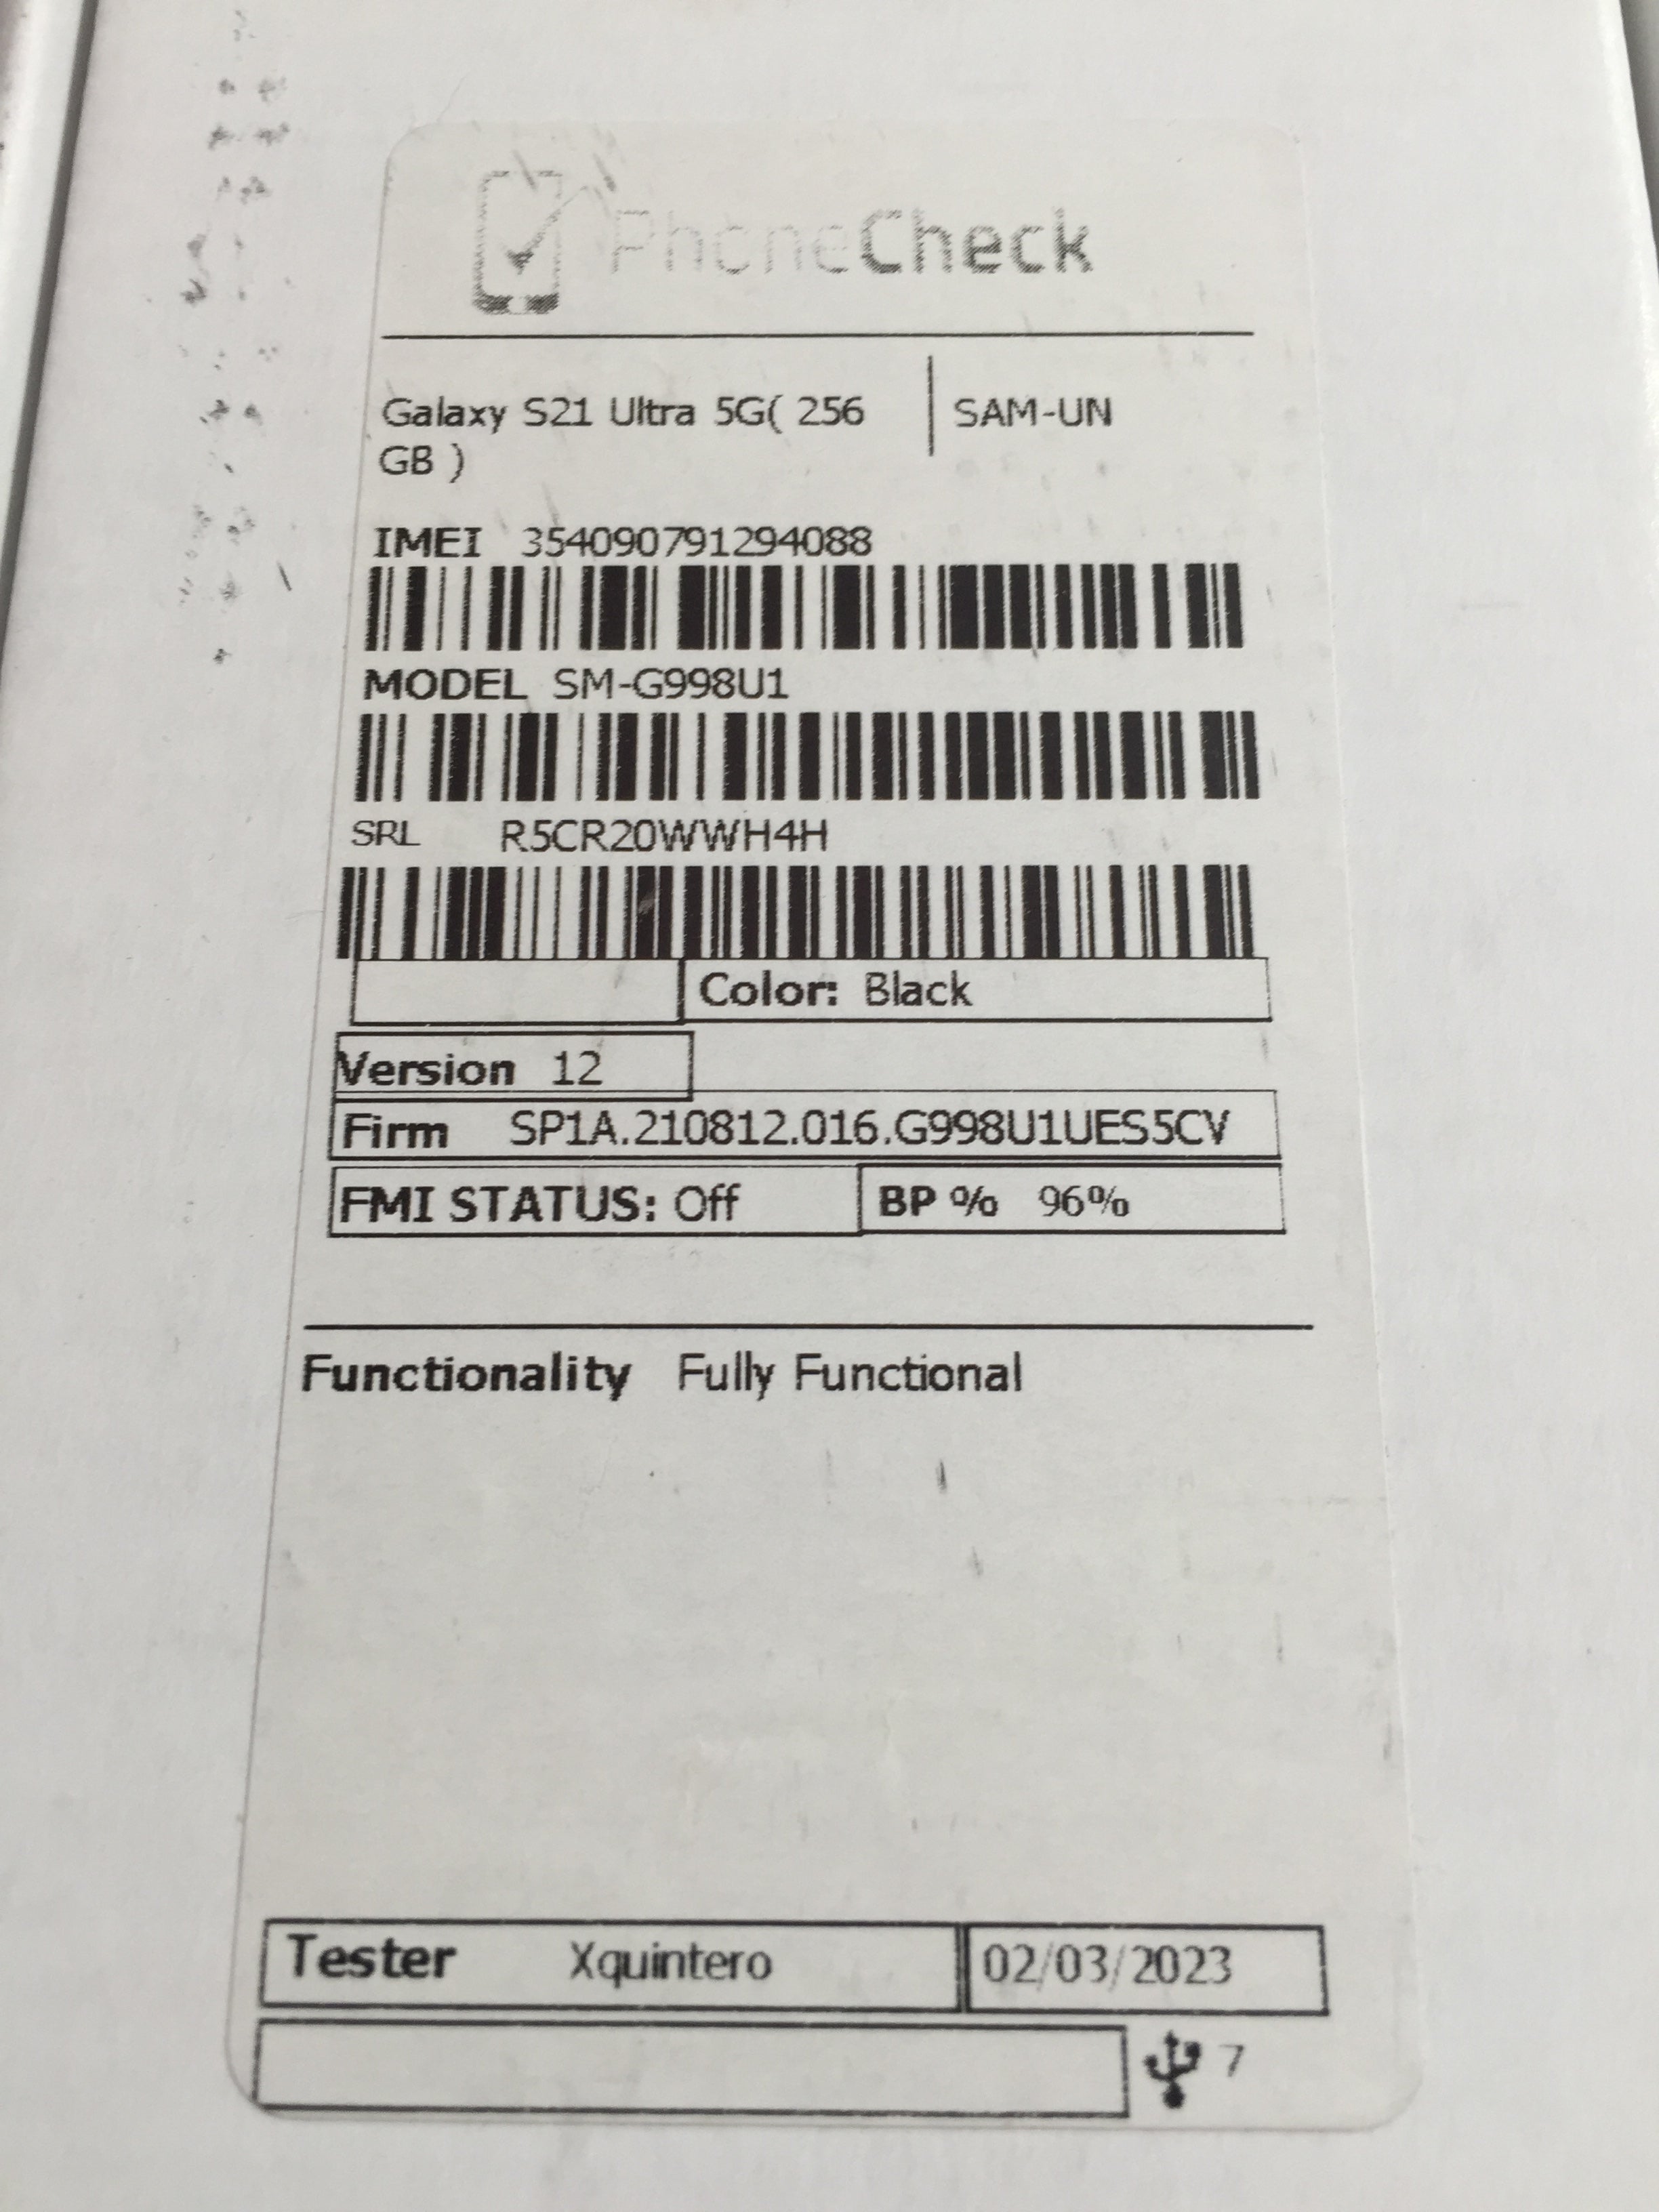 PhoneCheck
Galaxy S21 Ultra 5G( 256 GB )
SAM-UN
IMEI 354090791294088
MODEL SM-G998U1
SRL R5CR20WWH4H
Color: Black
Version 12
Firm SP1A.210812.016.G998U1UES5CV
FMI STATUS: Off BP % 96%
Functionality Fully Functional
Tester Xquintero 02/03/2023
7